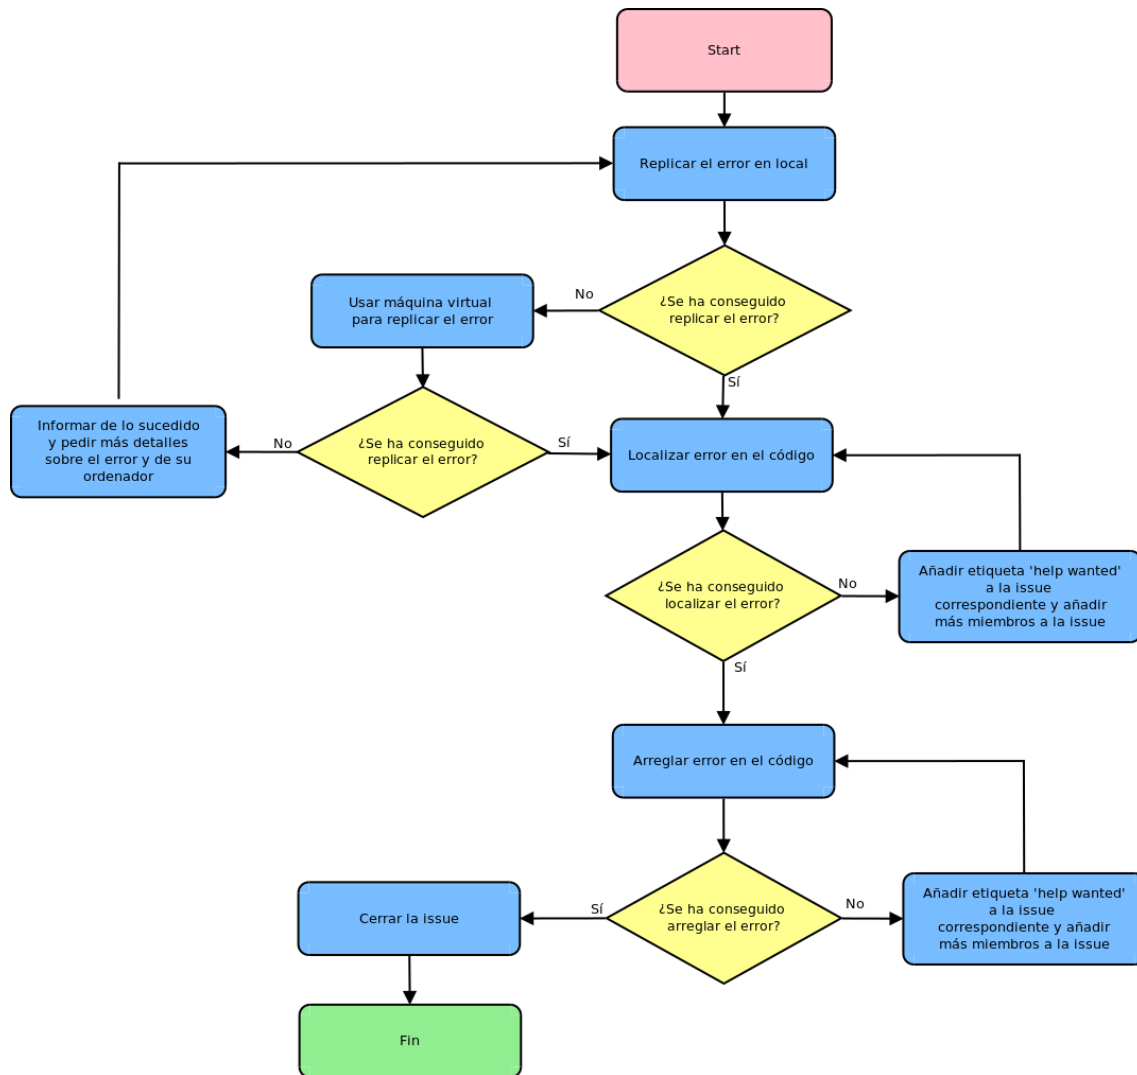 Start
Replicar el error en local
¿Se ha conseguido
replicar el error?
No
Sí
Usar máquina virtual
para replicar el error
¿Se ha conseguido
replicar el error?
No
Sí
Informar de lo sucedido
y pedir más detalles
sobre el error y de su
ordenador
Localizar error en el código
¿Se ha conseguido
localizar el error?
No
Sí
Añadir etiqueta 'help wanted'
a la issue
correspondiente y añadir
más miembros a la issue
Arreglar error en el código
¿Se ha conseguido
arreglar el error?
Sí
No
Añadir etiqueta 'help wanted'
a la issue
correspondiente y añadir
más miembros a la issue
Cerrar la issue
Fin